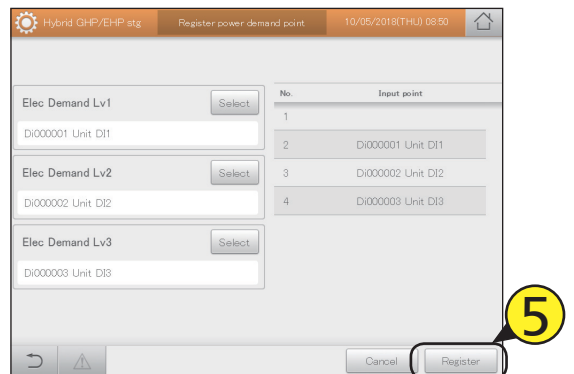 Hybrid GHP/EHP stg Register power demand point 10/05/2018(THU) 08:50
Elec Demand Lv1 Select
Di000001 Unit DI1
Elec Demand Lv2 Select
Di000002 Unit DI2
Elec Demand Lv3 Select
Di000003 Unit DI3
No. Input point
1
2 Di000001 Unit DI1
3 Di000002 Unit DI2
4 Di000003 Unit DI3
5
Cancel Register